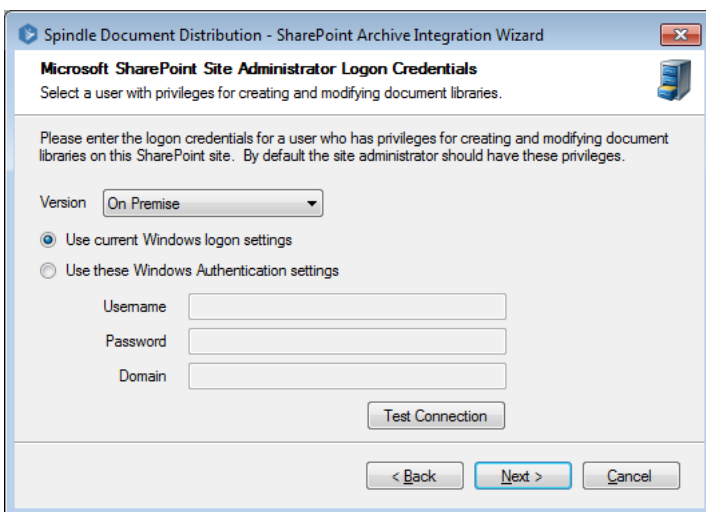 Spindle Document Distribution - SharePoint Archive Integration Wizard
Microsoft SharePoint Site Administrator Logon Credentials
Select a user with privileges for creating and modifying document libraries.
Please enter the logon credentials for a user who has privileges for creating and modifying document
libraries on this SharePoint site. By default the site administrator should have these privileges.
Version On Premise
Use current Windows logon settings
Use these Windows Authentication settings
Username
Password
Domain
Test Connection
< Back Next > Cancel